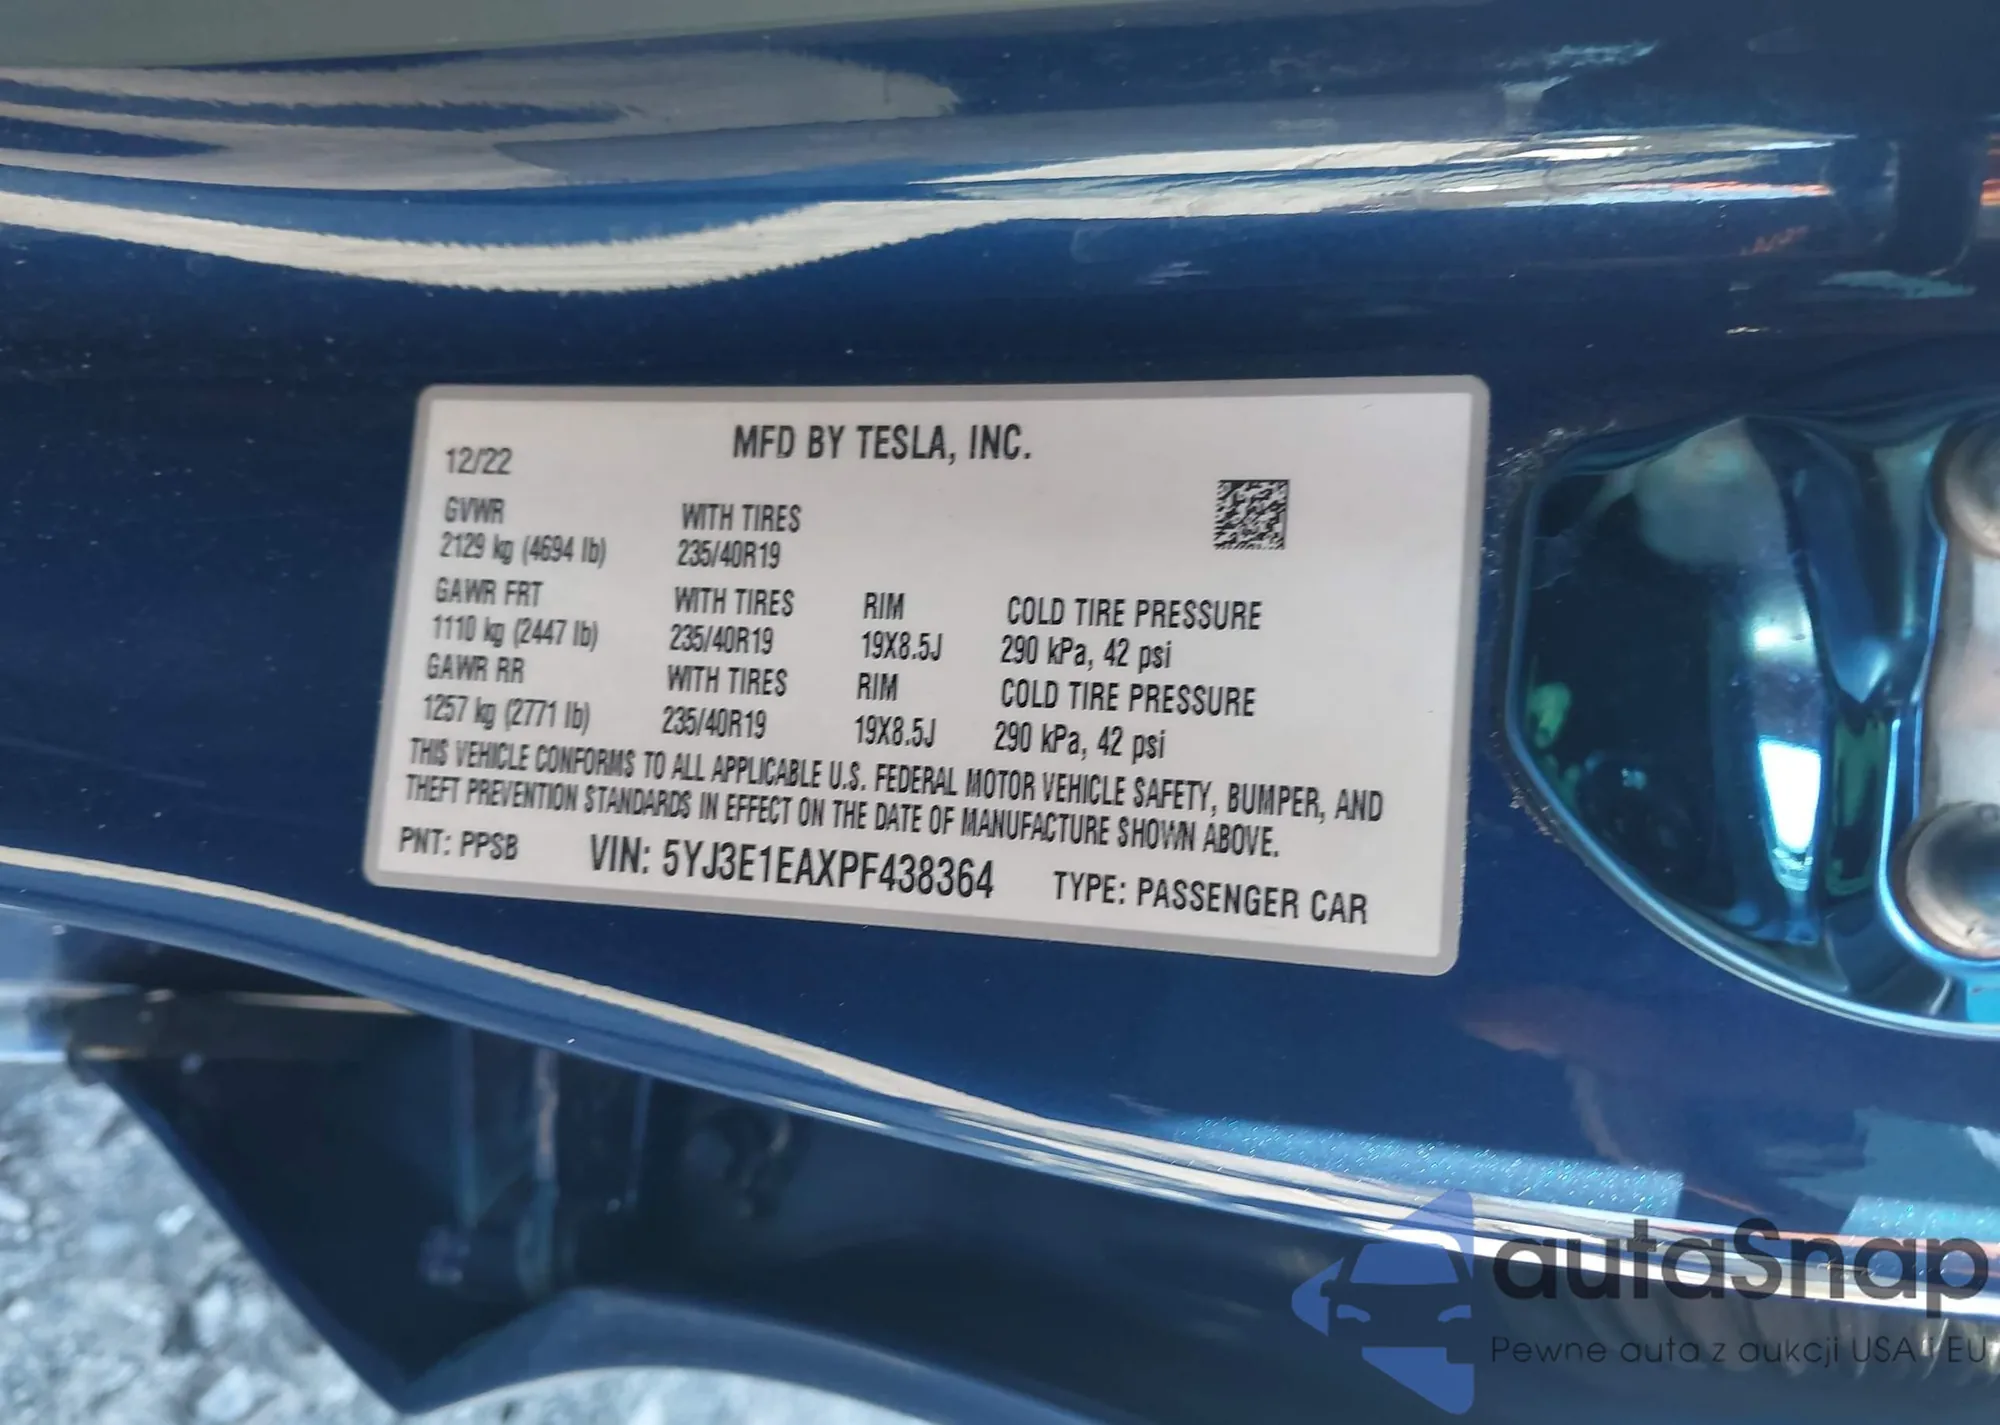 MFD BY TESLA, INC.
12/22
GVWR WITH TIRES
2129 kg (4694 lb) 235/40R19
GAWR FRT WITH TIRES RIM COLD TIRE PRESSURE
1110 kg (2447 lb) 235/40R19 19X8.5J 290 kPa, 42 psi
GAWR RR WITH TIRES RIM COLD TIRE PRESSURE
1257 kg (2771 lb) 235/40R19 19X8.5J 290 kPa, 42 psi
THIS VEHICLE CONFORMS TO ALL APPLICABLE U.S. FEDERAL MOTOR VEHICLE SAFETY, BUMPER, AND
THEFT PREVENTION STANDARDS IN EFFECT ON THE DATE OF MANUFACTURE SHOWN ABOVE.
PNT: PPSB VIN: 5YJ3E1EAXPF438364 TYPE: PASSENGER CAR
autaSnap
Pewne auta z aukcji USA i EU